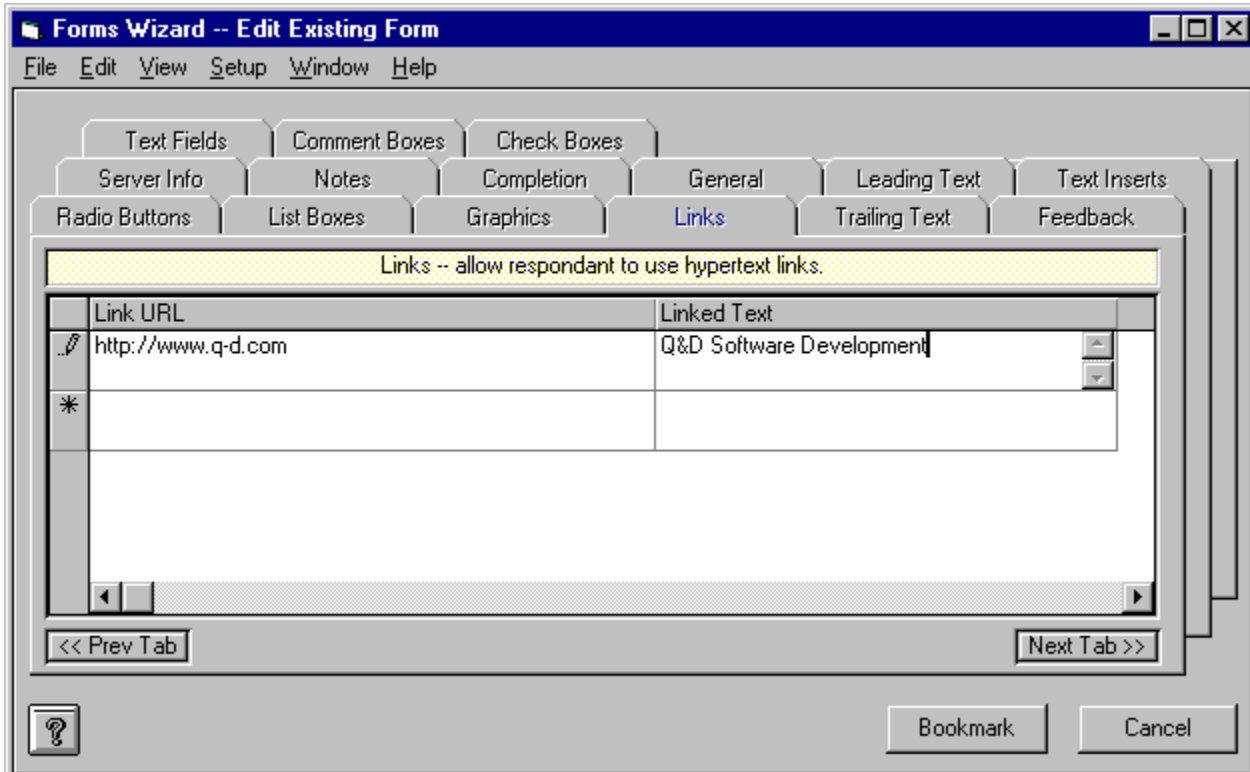 Forms Wizard -- Edit Existing Form
File Edit View Setup Window Help
Text Fields Comment Boxes Check Boxes
Server Info Notes Completion General Leading Text Text Inserts
Radio Buttons List Boxes Graphics Links Trailing Text Feedback
Links -- allow respondant to use hypertext links.
Link URL Linked Text
http://www.q-d.com Q&D Software Development
*
<< Prev Tab Next Tab >>
? Bookmark Cancel